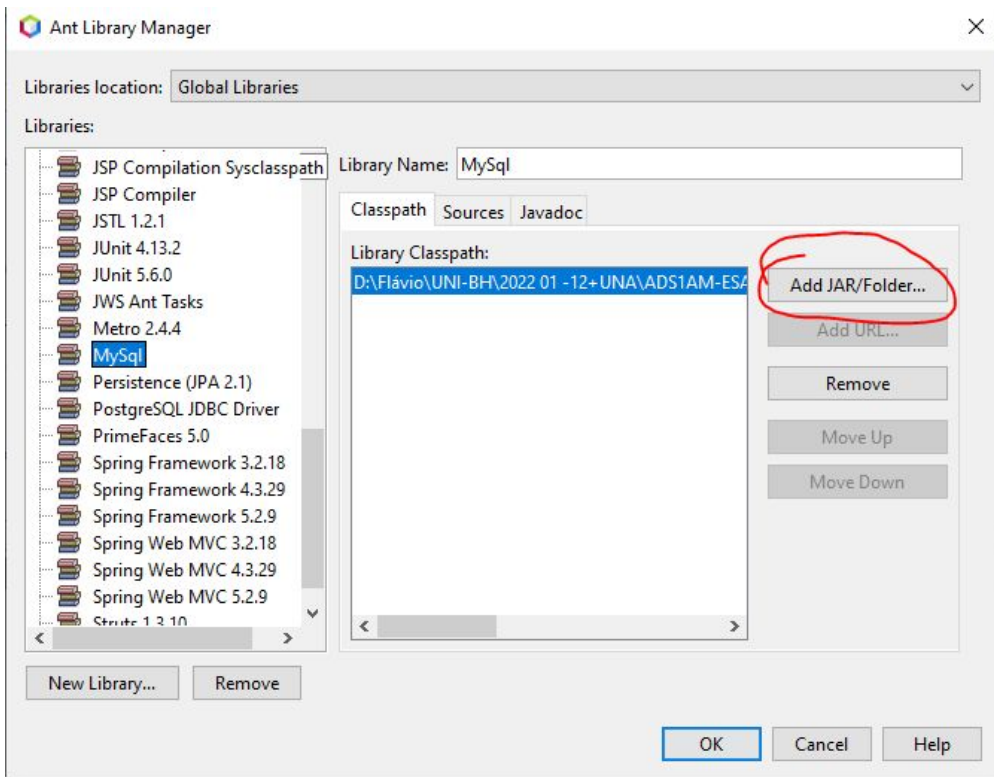 Ant Library Manager
Libraries location: Global Libraries
Libraries:
JSP Compilation Sysclasspath
JSP Compiler
JSTL 1.2.1
JUnit 4.13.2
JUnit 5.6.0
JWS Ant Tasks
Metro 2.4.4
MySql
Persistence (JPA 2.1)
PostgreSQL JDBC Driver
PrimeFaces 5.0
Spring Framework 3.2.18
Spring Framework 4.3.29
Spring Framework 5.2.9
Spring Web MVC 3.2.18
Spring Web MVC 4.3.29
Spring Web MVC 5.2.9
Struts 1.3.10
New Library... Remove
Library Name: MySql
Classpath Sources Javadoc
Library Classpath:
D:\Flávio\UNI-BH\2022 01 -12+UNA\ADS1AM-ESA
Add JAR/Folder...
Add URL...
Remove
Move Up
Move Down
OK Cancel Help